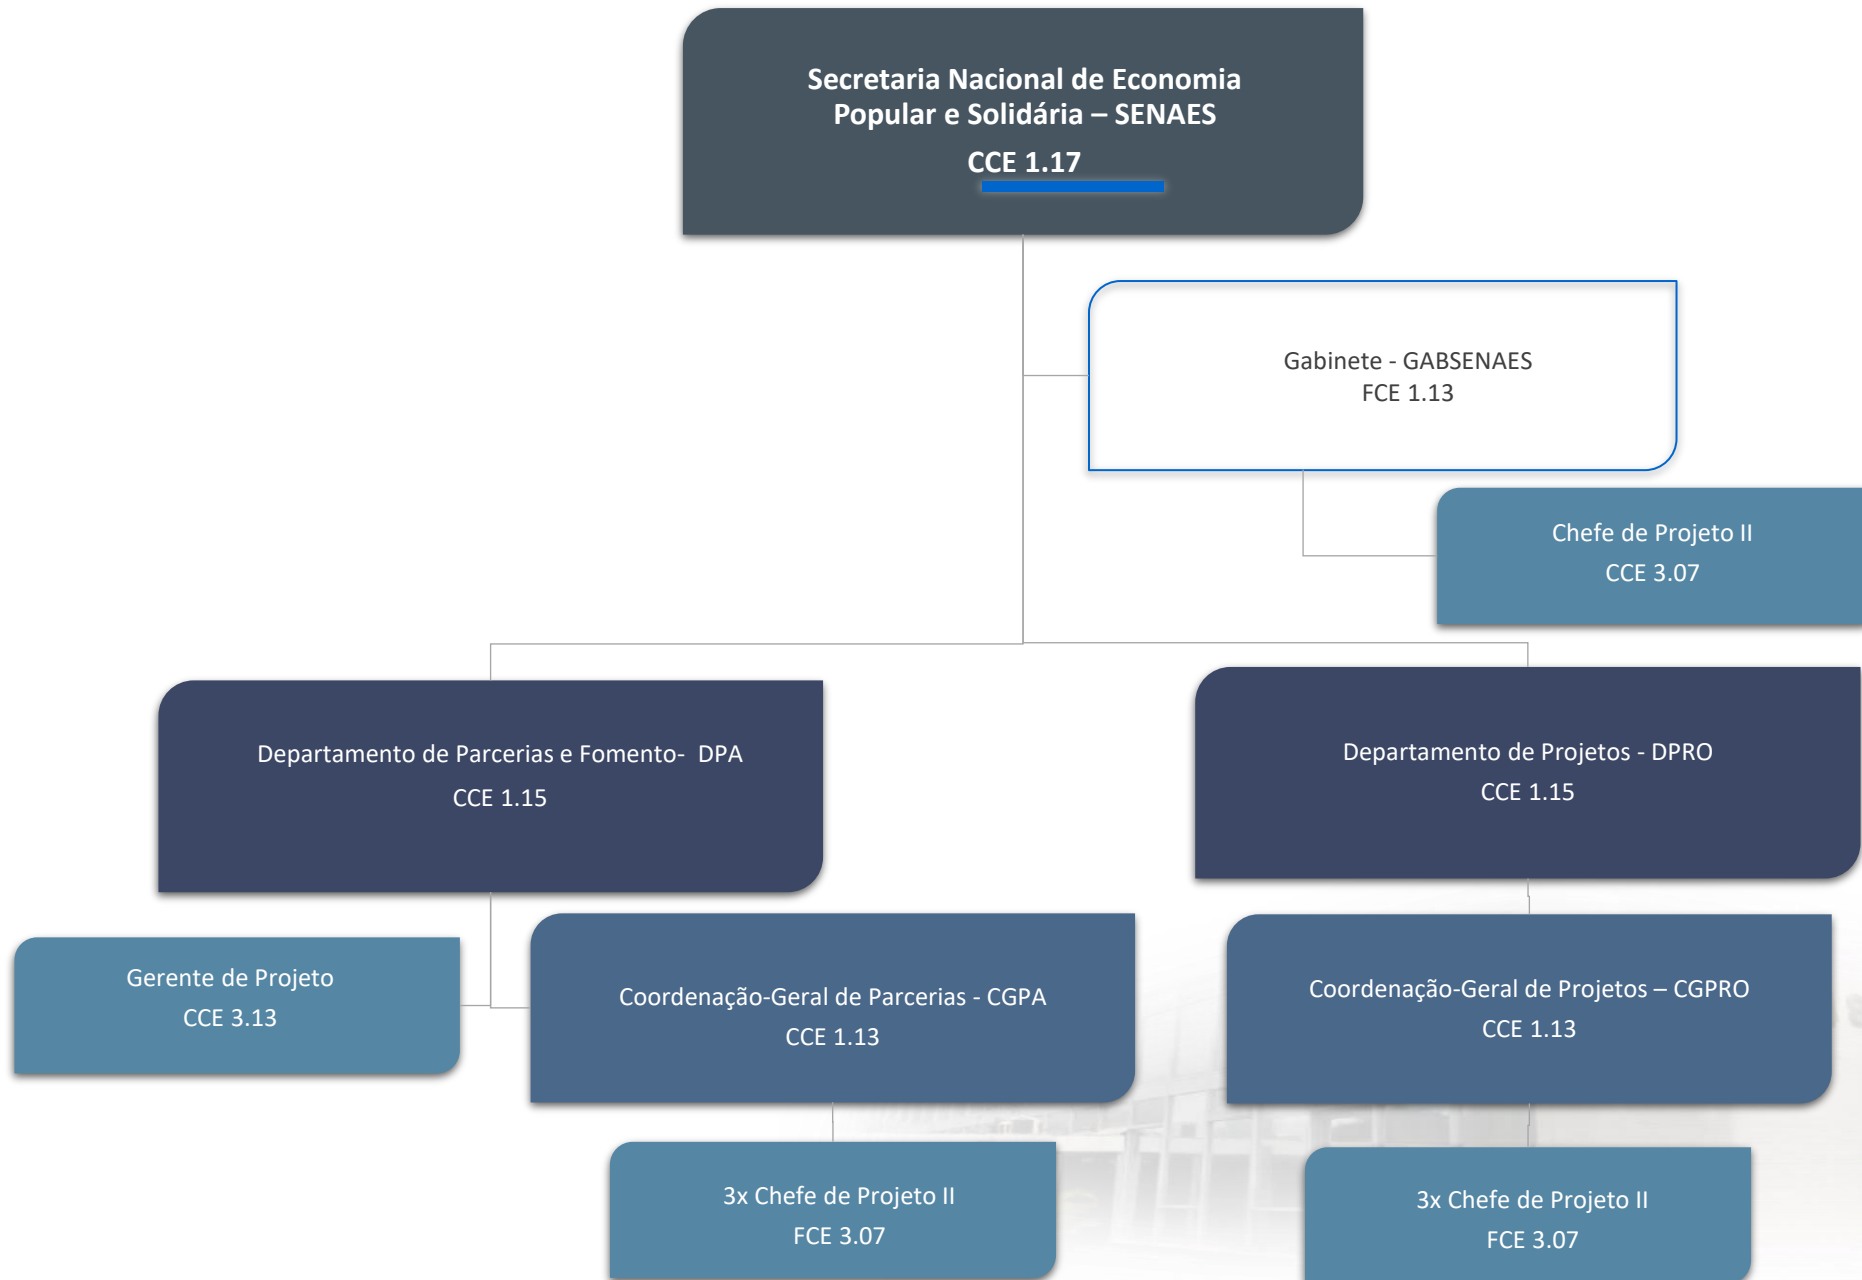 Secretaria Nacional de Economia
Popular e Solidária – SENAES
CCE 1.17
Gabinete - GABSENAES
FCE 1.13
Chefe de Projeto II
CCE 3.07
Departamento de Parcerias e Fomento-  DPA
CCE 1.15
Departamento de Projetos - DPRO
CCE 1.15
Gerente de Projeto
CCE 3.13
Coordenação-Geral de Parcerias - CGPA
CCE 1.13
Coordenação-Geral de Projetos – CGPRO
CCE 1.13
3x Chefe de Projeto II
FCE 3.07
3x Chefe de Projeto II
FCE 3.07